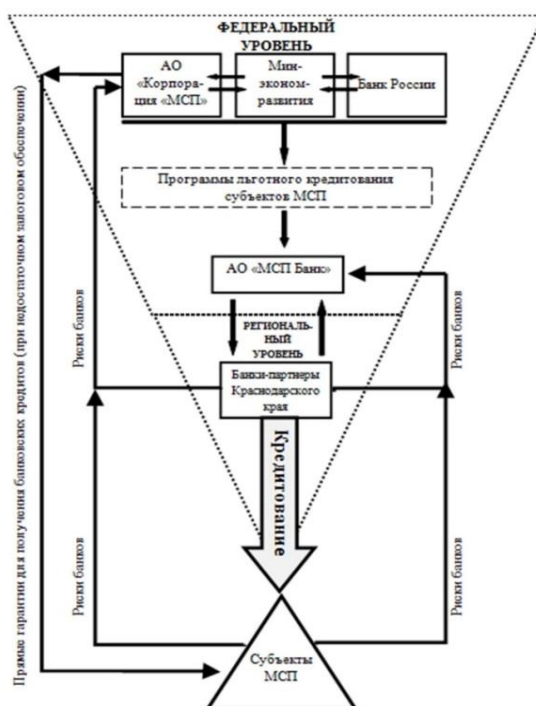 ФЕДЕРАЛЬНЫЙ
УРОВЕНЬ
АО
«Корпора-
ция «МСП»
Мин-
эконом-
развития
Банк России
Программы льготного кредитования
субъектов МСП
АО «МСП Банк»
РЕГИОНАЛЬ-
НЫЙ
УРОВЕНЬ
Банки-партнеры
Краснодарского
края
Кредитование
Субъекты
МСП
Прямые гарантии для получения банковских кредитов (при недостаточном залоговом обеспечении)
Риски банков
Риски банков
Риски банков
Риски банков